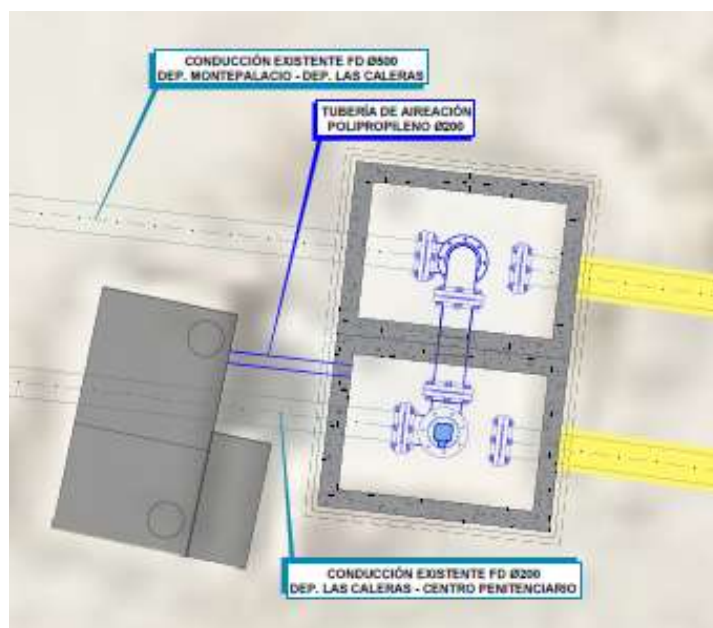 CONDUCCIÓN EXISTENTE FD Ø500
DEP. MONTEPALACIO - DEP. LAS CALERAS
TUBERÍA DE AIREACIÓN
POLIPROPILENO Ø200
CONDUCCIÓN EXISTENTE FD Ø200
DEP. LAS CALERAS - CENTRO PENITENCIARIO